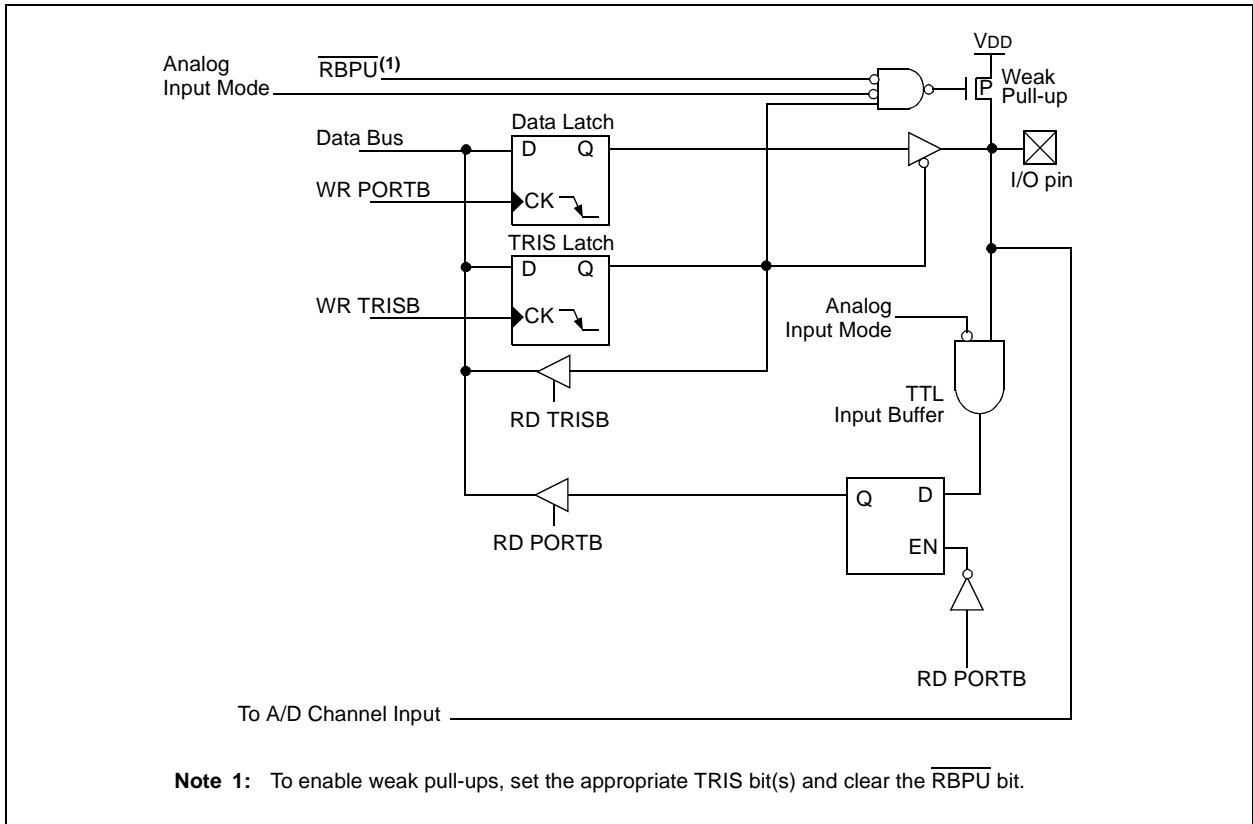 VDD
Analog
Input Mode
RBPU(1)
Weak
Pull-up
P
Data Bus
Data Latch
D Q
I/O pin
WR PORTB
CK
TRIS Latch
D Q
WR TRISB
CK
Analog
Input Mode
TTL
Input Buffer
RD TRISB
Q D
EN
RD PORTB
RD PORTB
To A/D Channel Input
Note 1: To enable weak pull-ups, set the appropriate TRIS bit(s) and clear the RBPU bit.